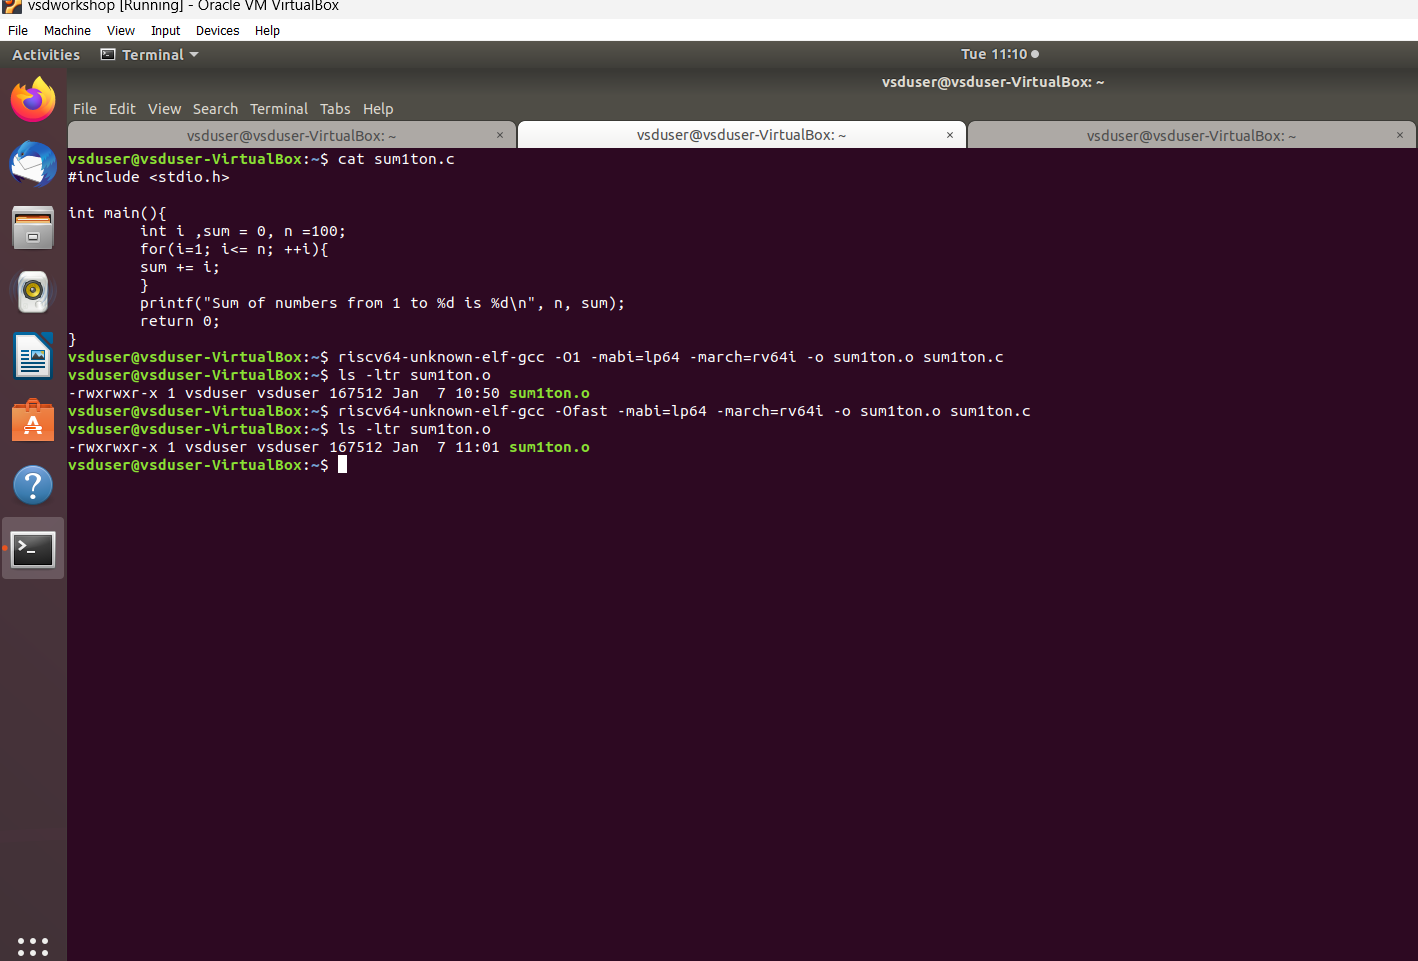 vsdworkshop [Running] - Oracle VM VirtualBox
File Machine View Input Devices Help
Activities Terminal Tue 11:10
vsduser@vsduser-VirtualBox: ~
File Edit View Search Terminal Tabs Help
vsduser@vsduser-VirtualBox: ~ × vsduser@vsduser-VirtualBox: ~ × vsduser@vsduser-VirtualBox: ~ ×
vsduser@vsduser-VirtualBox:~$ cat sum1ton.c
#include <stdio.h>
int main(){
int i ,sum = 0, n =100;
for(i=1; i<= n; ++i){
sum += i;
}
printf("Sum of numbers from 1 to %d is %d\n", n, sum);
return 0;
}
vsduser@vsduser-VirtualBox:~$ riscv64-unknown-elf-gcc -O1 -mabi=lp64 -march=rv64i -o sum1ton.o sum1ton.c
vsduser@vsduser-VirtualBox:~$ ls -ltr sum1ton.o
-rwxrwxr-x 1 vsduser vsduser 167512 Jan  7 10:50 sum1ton.o
vsduser@vsduser-VirtualBox:~$ riscv64-unknown-elf-gcc -Ofast -mabi=lp64 -march=rv64i -o sum1ton.o sum1ton.c
vsduser@vsduser-VirtualBox:~$ ls -ltr sum1ton.o
-rwxrwxr-x 1 vsduser vsduser 167512 Jan  7 11:01 sum1ton.o
vsduser@vsduser-VirtualBox:~$